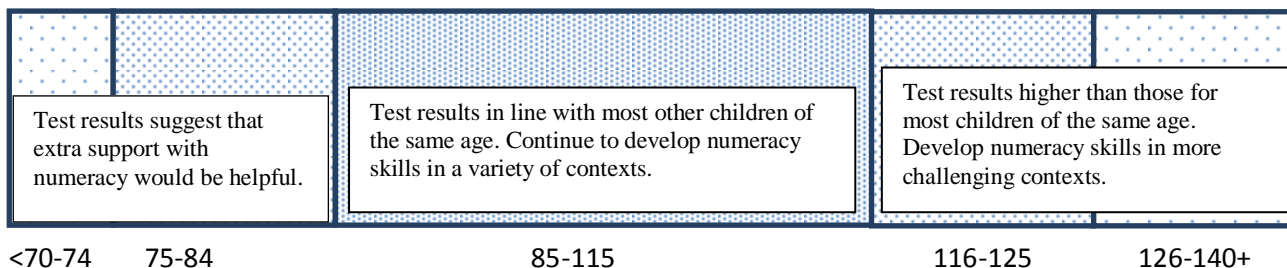 Test results suggest that
extra support with
numeracy would be helpful.
Test results in line with most other children of
the same age. Continue to develop numeracy
skills in a variety of contexts.
Test results higher than those for
most children of the same age.
Develop numeracy skills in more
challenging contexts.
<70-74 75-84 85-115 116-125 126-140+